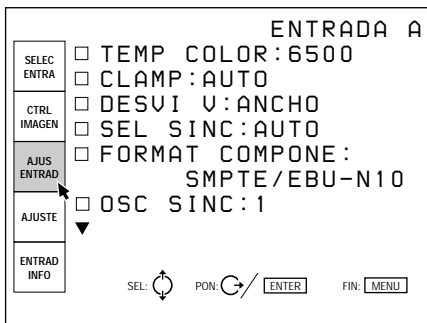 ENTRADA A
SELEC
ENTRA
CTRL
IMAGEN
AJUS
ENTRAD
AJUSTE
ENTRAD
INFO
□ TEMP COLOR:6500
□ CLAMP:AUTO
□ DESVI V:ANCHO
□ SEL SINC:AUTO
□ FORMAT COMPONE:
SMPTE/EBU-N10
□ OSC SINC:1
▼
SEL: PON: / ENTER FIN: MENU